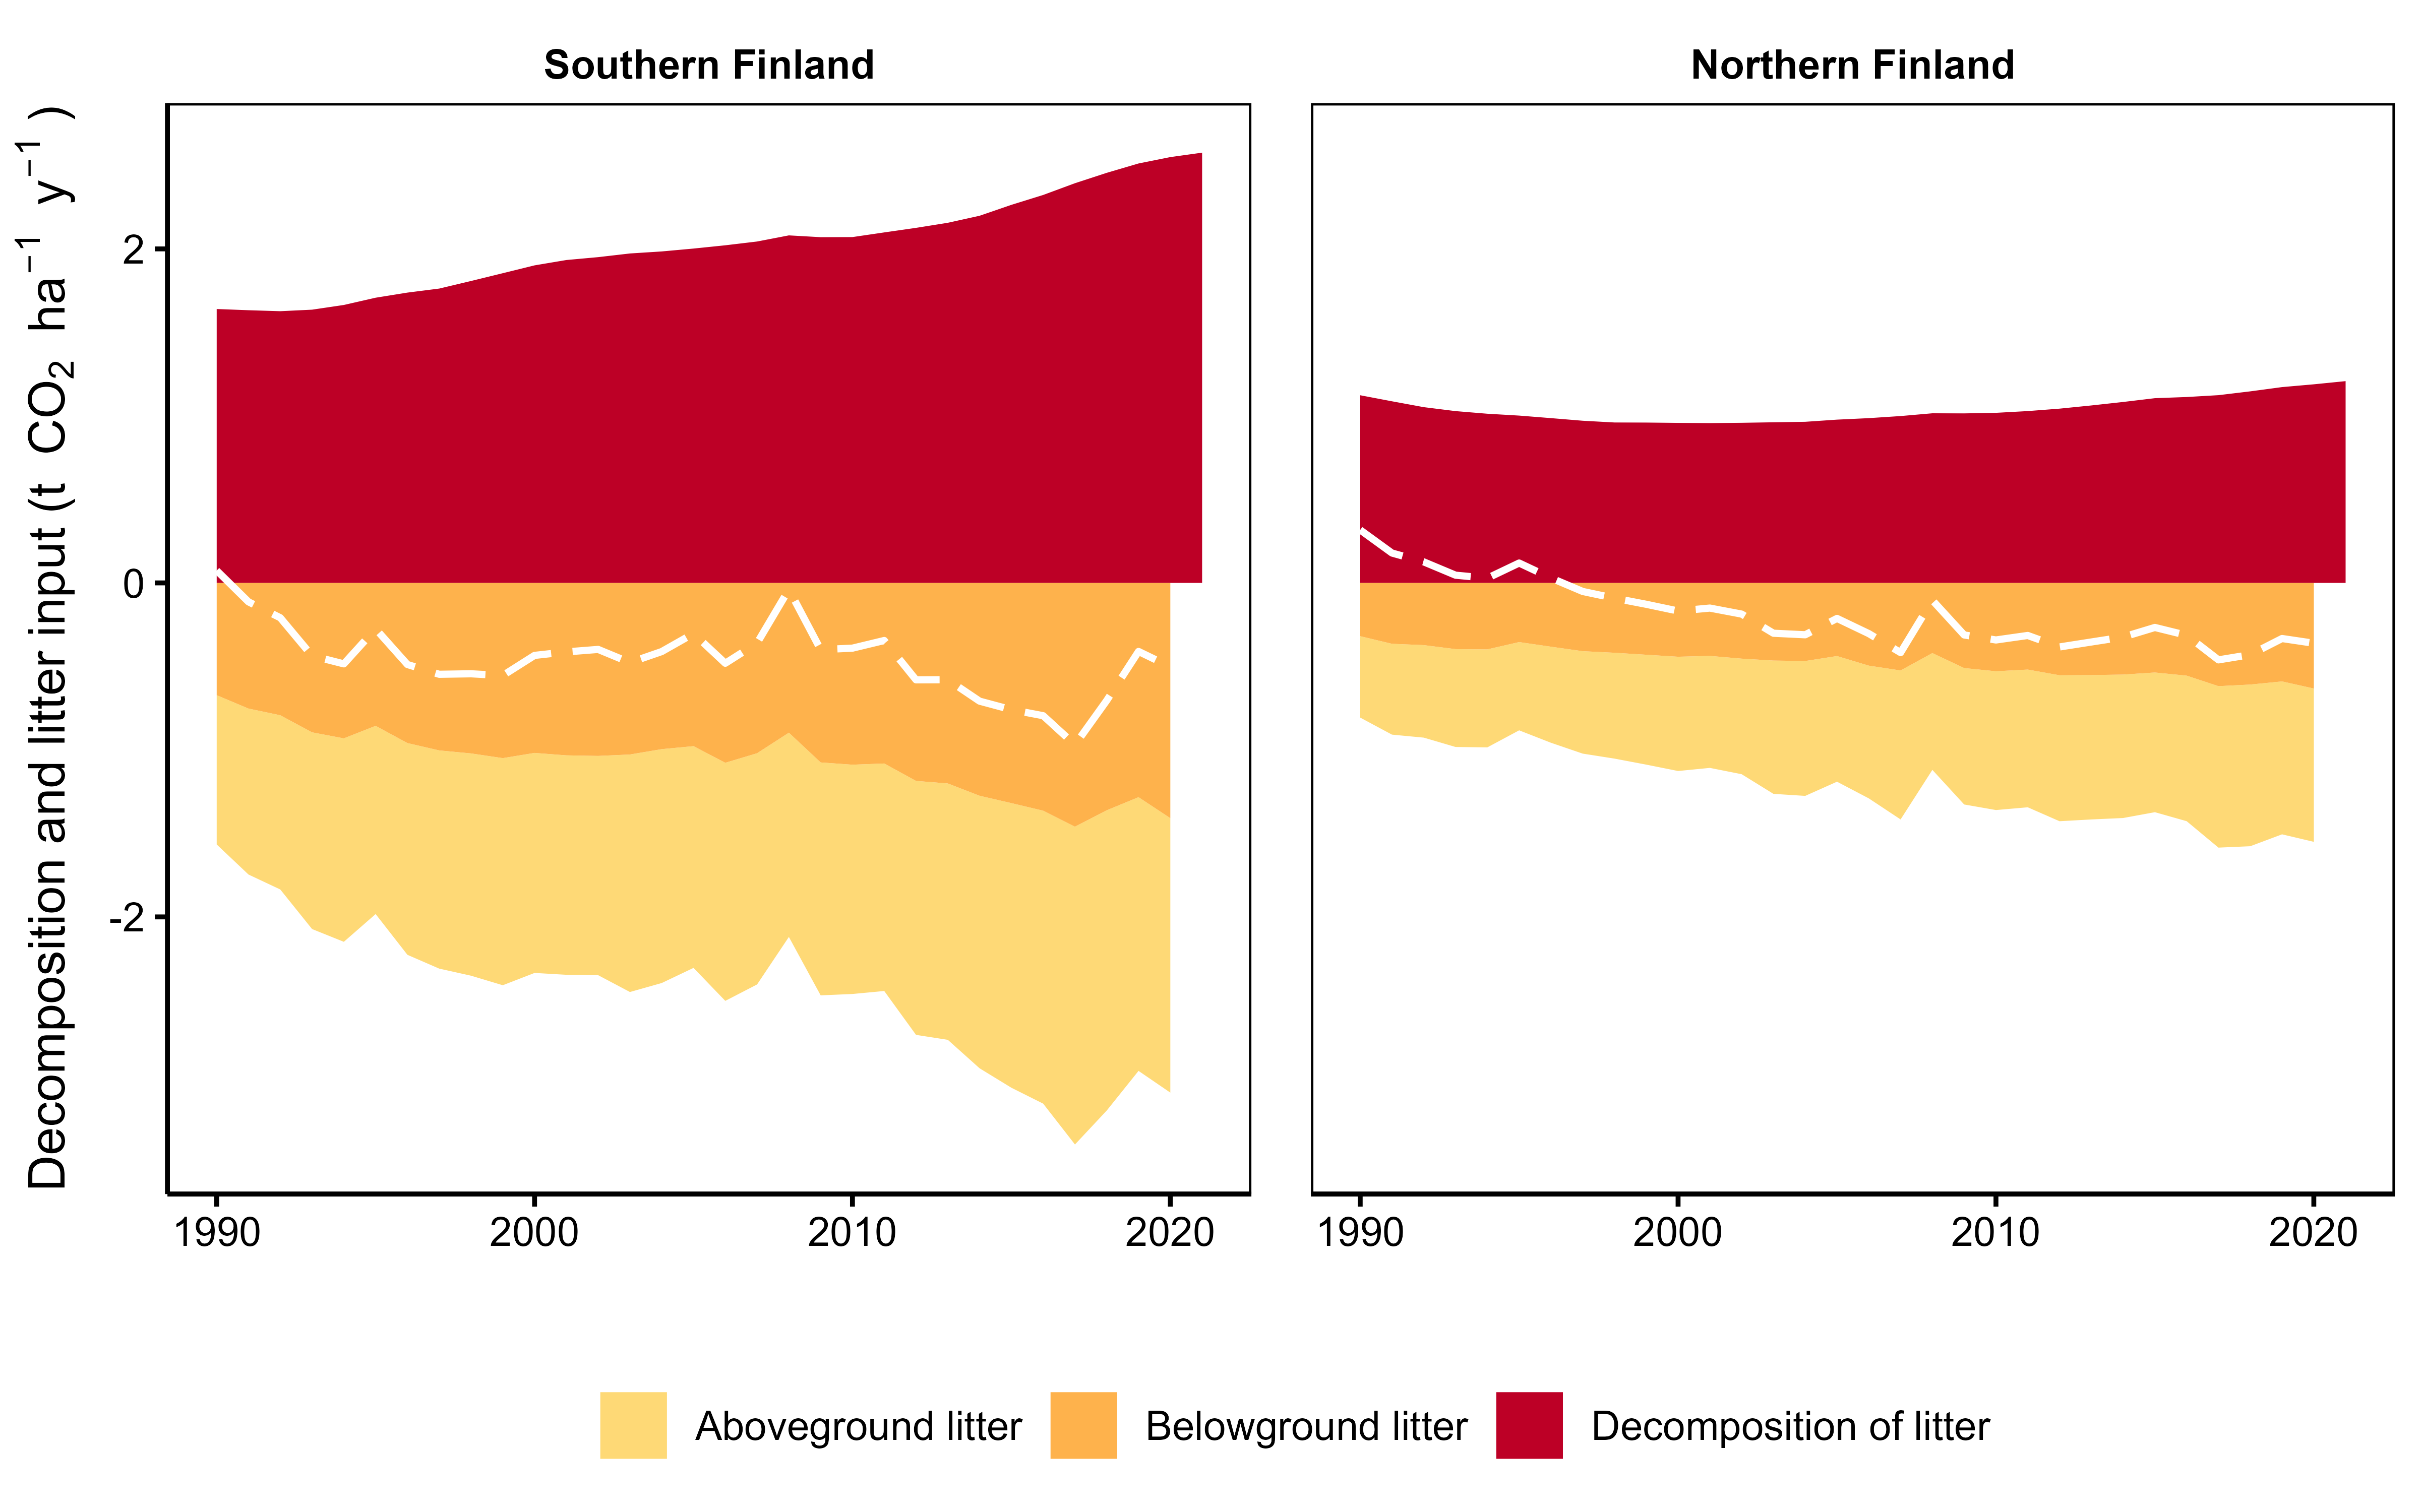 Southern Finland
Northern Finland
Decomposition and litter input (t CO₂ ha⁻¹ y⁻¹ )
2
0
-2
1990 2000 2010 2020
1990 2000 2010 2020
Aboveground litter Belowground litter Decomposition of litter